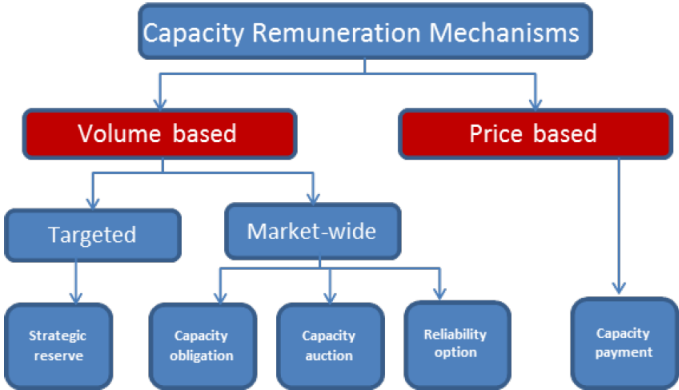 Capacity Remuneration Mechanisms
Volume based
Price based
Targeted
Market-wide
Strategic
reserve
Capacity
obligation
Capacity
auction
Reliability
option
Capacity
payment